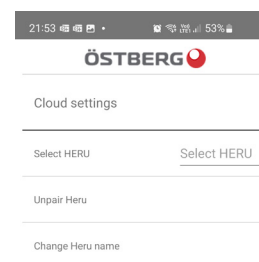 21:53 53%
ÖSTBERG
Cloud settings
Select HERU Select HERU
Unpair Heru
Change Heru name